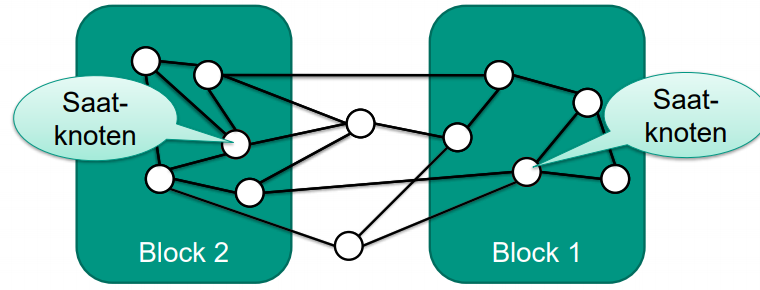 Saat-
knoten
Saat-
knoten
Block 2
Block 1